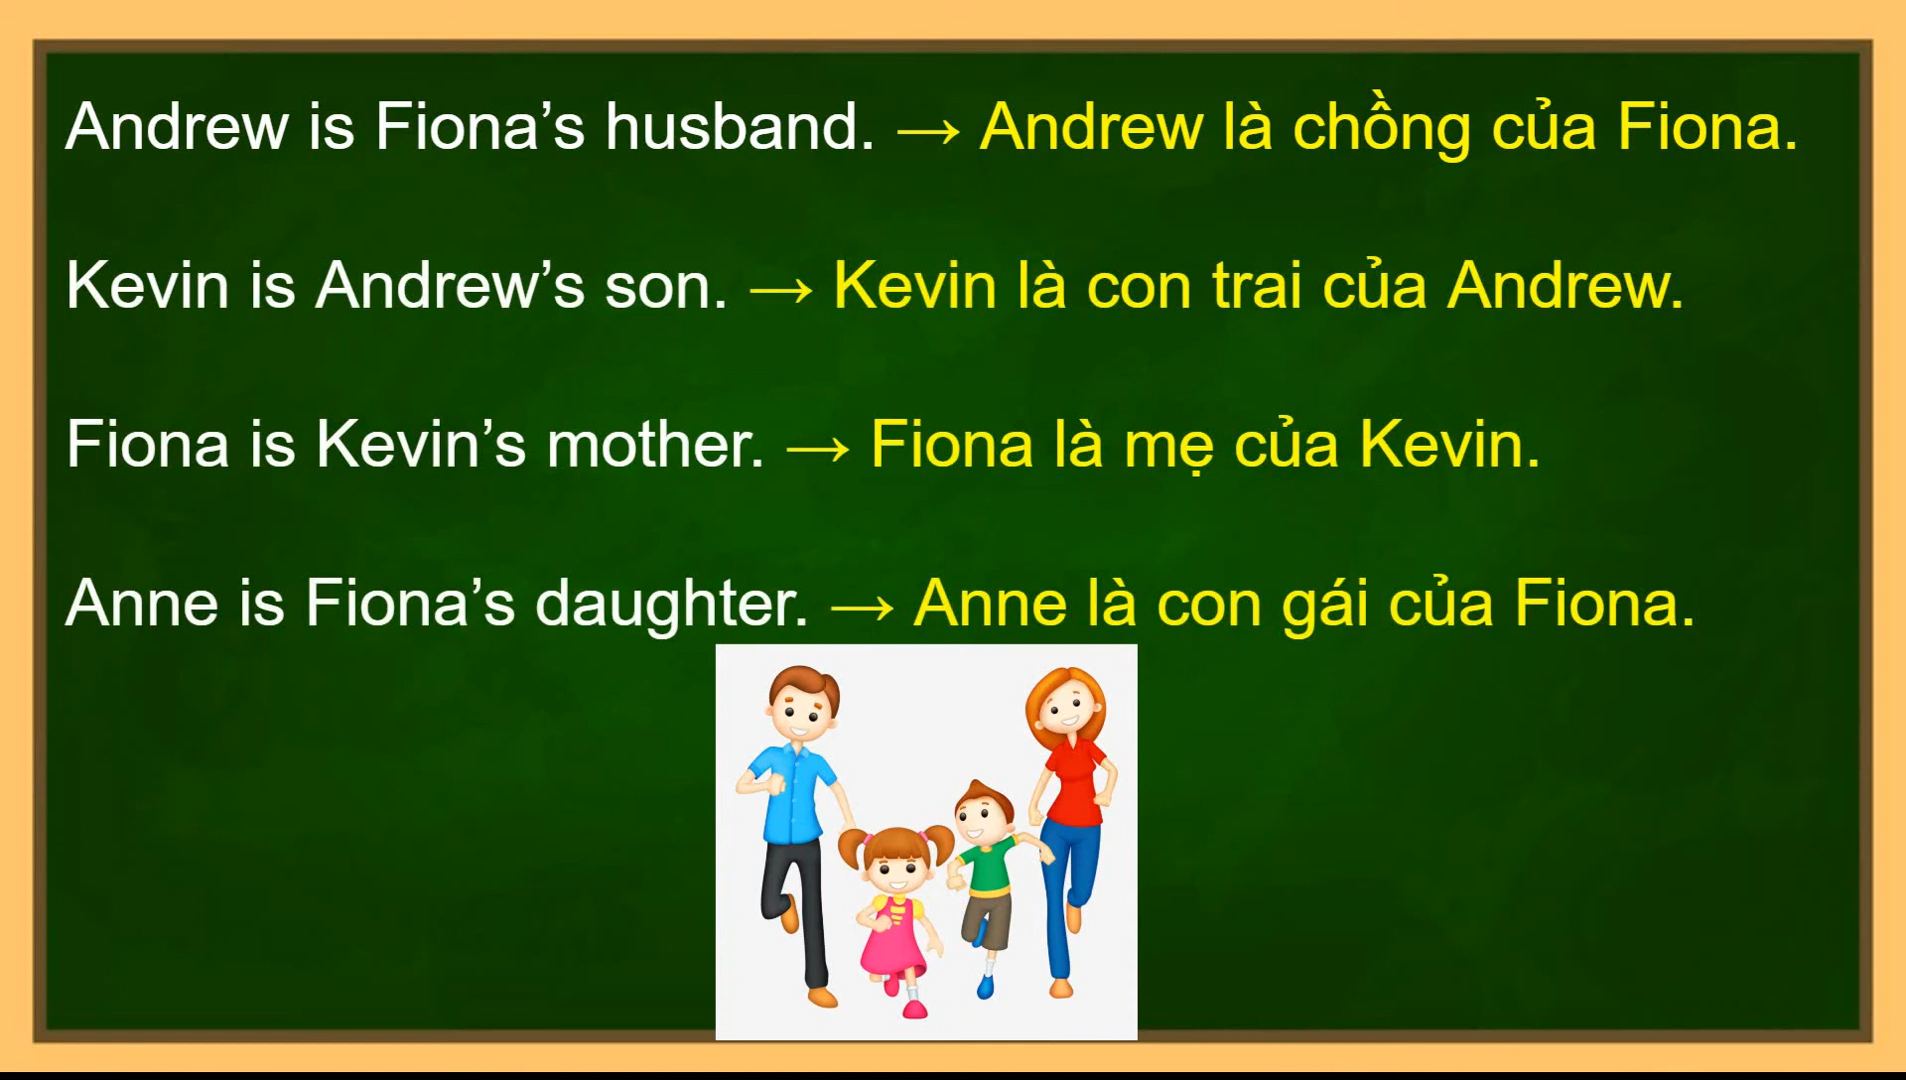 Andrew is Fiona’s husband. → Andrew là chồng của Fiona.
Kevin is Andrew’s son. → Kevin là con trai của Andrew.
Fiona is Kevin’s mother. → Fiona là mẹ của Kevin.
Anne is Fiona’s daughter. → Anne là con gái của Fiona.